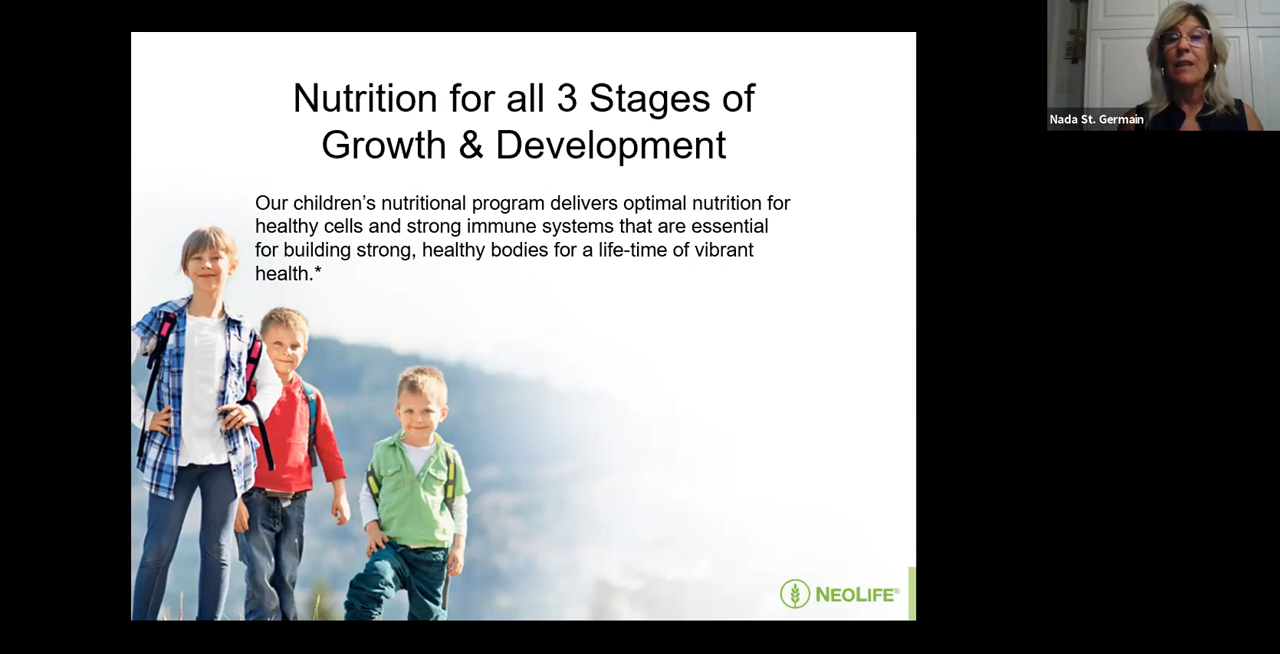 Nutrition for all 3 Stages of
Growth & Development
Our children’s nutritional program delivers optimal nutrition for
healthy cells and strong immune systems that are essential
for building strong, healthy bodies for a life-time of vibrant
health.*
NEOLIFE®
Nada St. Germain